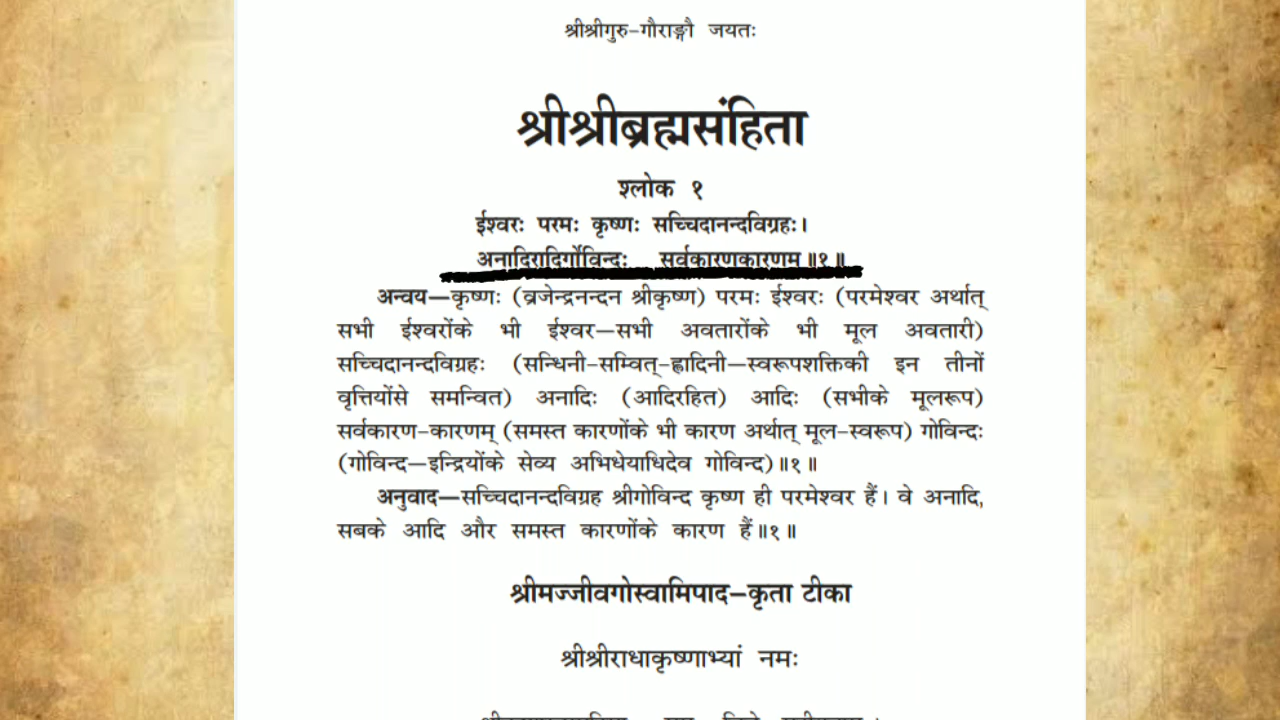 श्रीश्रीगुरु-गौराङ्गौ जयतः
श्रीश्रीब्रह्मसंहिता
श्लोक १
ईश्वरः परमः कृष्णः सच्चिदानन्दविग्रहः।
अनादिरादिर्गोविन्दः सर्वकारणकारणम्॥१॥
अन्वय—कृष्णः (व्रजेन्द्रनन्दन श्रीकृष्ण) परमः ईश्वरः (परमेश्वर अर्थात्
सभी ईश्वरोंके भी ईश्वर—सभी अवतारोंके भी मूल अवतारी)
सच्चिदानन्दविग्रहः (सन्धिनी-सम्वित्-ह्लादिनी—स्वरूपशक्तिकी इन तीनों
वृत्तियोंसे समन्वित) अनादिः (आदिरहित) आदिः (सभीके मूलरूप)
सर्वकारण-कारणम् (समस्त कारणोंके भी कारण अर्थात् मूल-स्वरूप) गोविन्दः
(गोविन्द—इन्द्रियोंके सेव्य अभिधेयाधिदेव गोविन्द)॥१॥
अनुवाद—सच्चिदानन्दविग्रह श्रीगोविन्द कृष्ण ही परमेश्वर हैं। वे अनादि,
सबके आदि और समस्त कारणोंके कारण हैं॥१॥
श्रीमज्जीवगोस्वामिपाद—कृता टीका
श्रीश्रीराधाकृष्णाभ्यां नमः